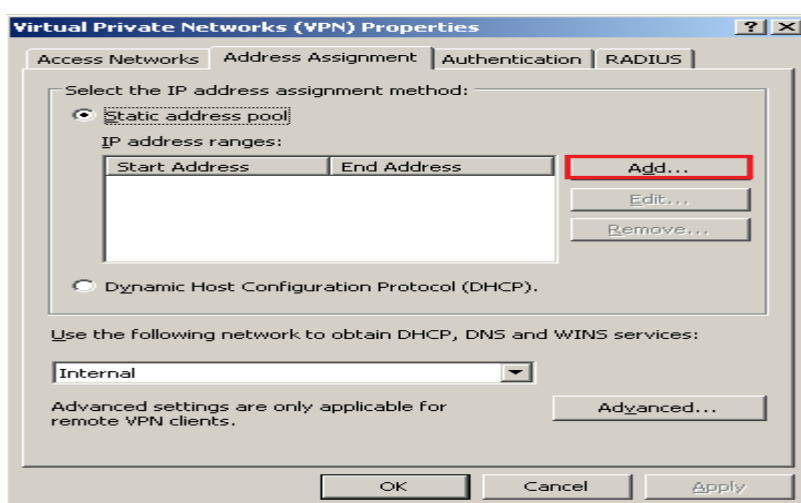 Virtual Private Networks (VPN) Properties ? X
Access Networks Address Assignment Authentication RADIUS
Select the IP address assignment method:
Static address pool
IP address ranges:
Start Address End Address Add...
Edit...
Remove...
Dynamic Host Configuration Protocol (DHCP).
Use the following network to obtain DHCP, DNS and WINS services:
Internal
Advanced settings are only applicable for
remote VPN clients.
Advanced...
OK Cancel Apply